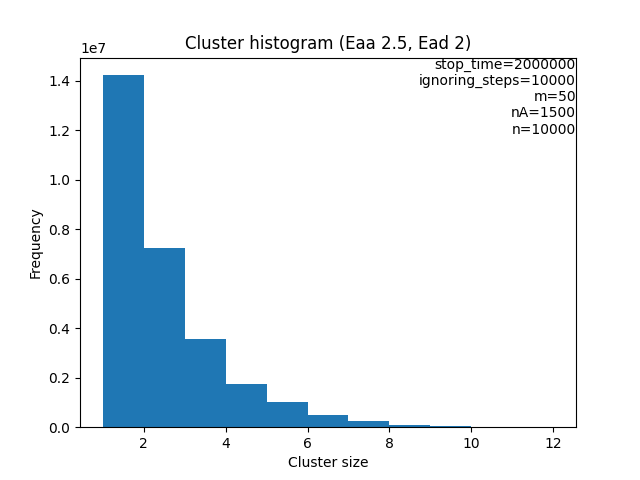 Cluster histogram (Eaa 2.5, Ead 2)
1e7
stop_time=2000000
ignoring_steps=10000
m=50
nA=1500
n=10000
1.4
1.2
1.0
0.8
0.6
0.4
0.2
0.0
Frequency
2 4 6 8 10 12
Cluster size